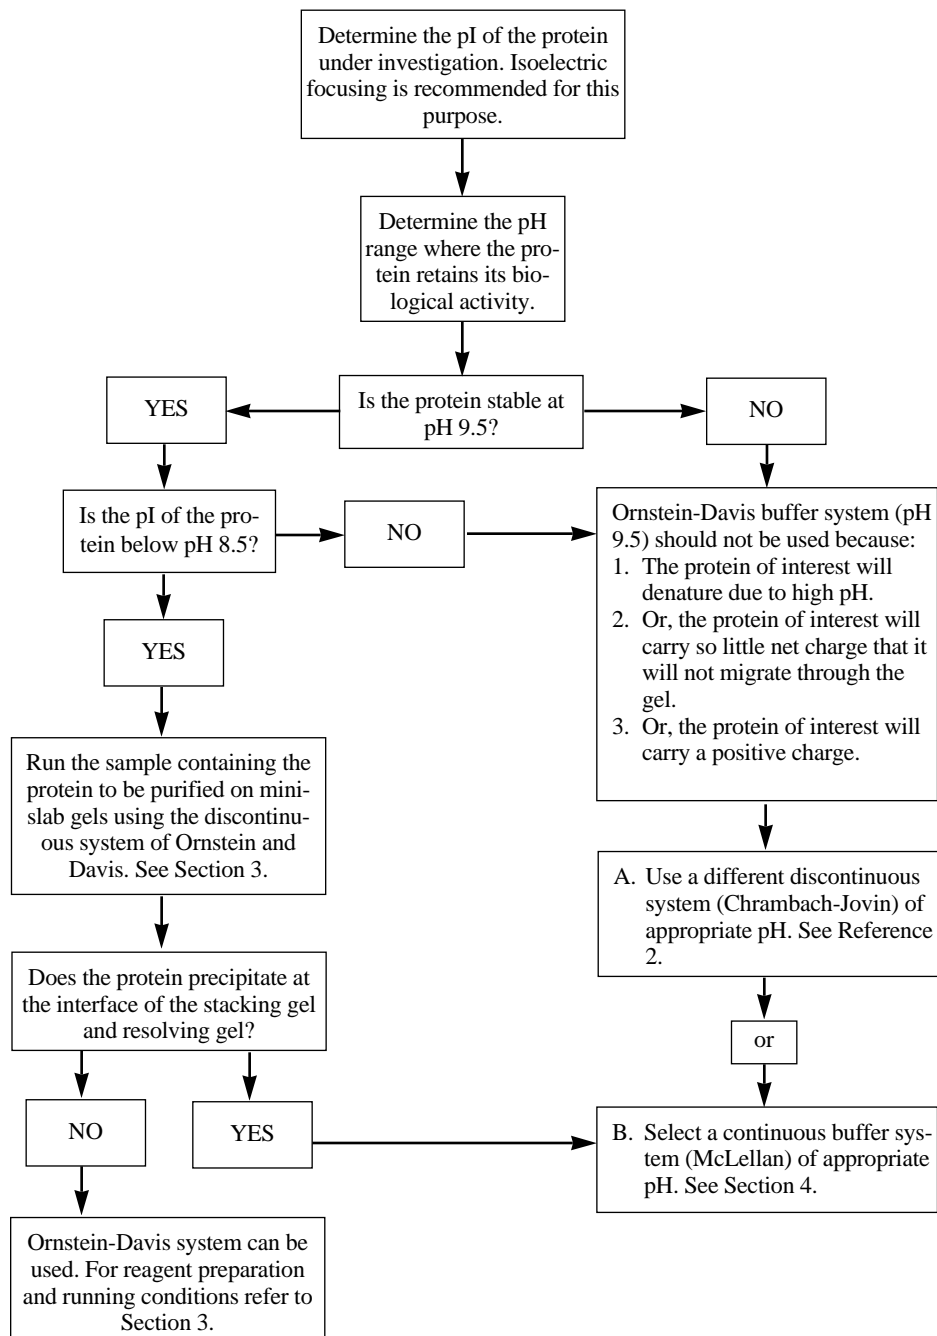 Determine the pI of the protein
under investigation. Isoelectric
focusing is recommended for this
purpose.
Determine the pH
range where the pro-
tein retains its bio-
logical activity.
Is the protein stable at
pH 9.5?
YES
NO
Is the pI of the pro-
tein below pH 8.5?
NO
YES
Ornstein-Davis buffer system (pH
9.5) should not be used because:
1. The protein of interest will
denature due to high pH.
2. Or, the protein of interest will
carry so little net charge that it
will not migrate through the
gel.
3. Or, the protein of interest will
carry a positive charge.
Run the sample containing the
protein to be purified on mini-
slab gels using the discontinu-
ous system of Ornstein and
Davis. See Section 3.
A. Use a different discontinuous
system (Chrambach-Jovin) of
appropriate pH. See Reference
2.
Does the protein precipitate at
the interface of the stacking gel
and resolving gel?
or
NO
YES
B. Select a continuous buffer sys-
tem (McLellan) of appropriate
pH. See Section 4.
Ornstein-Davis system can be
used. For reagent preparation
and running conditions refer to
Section 3.